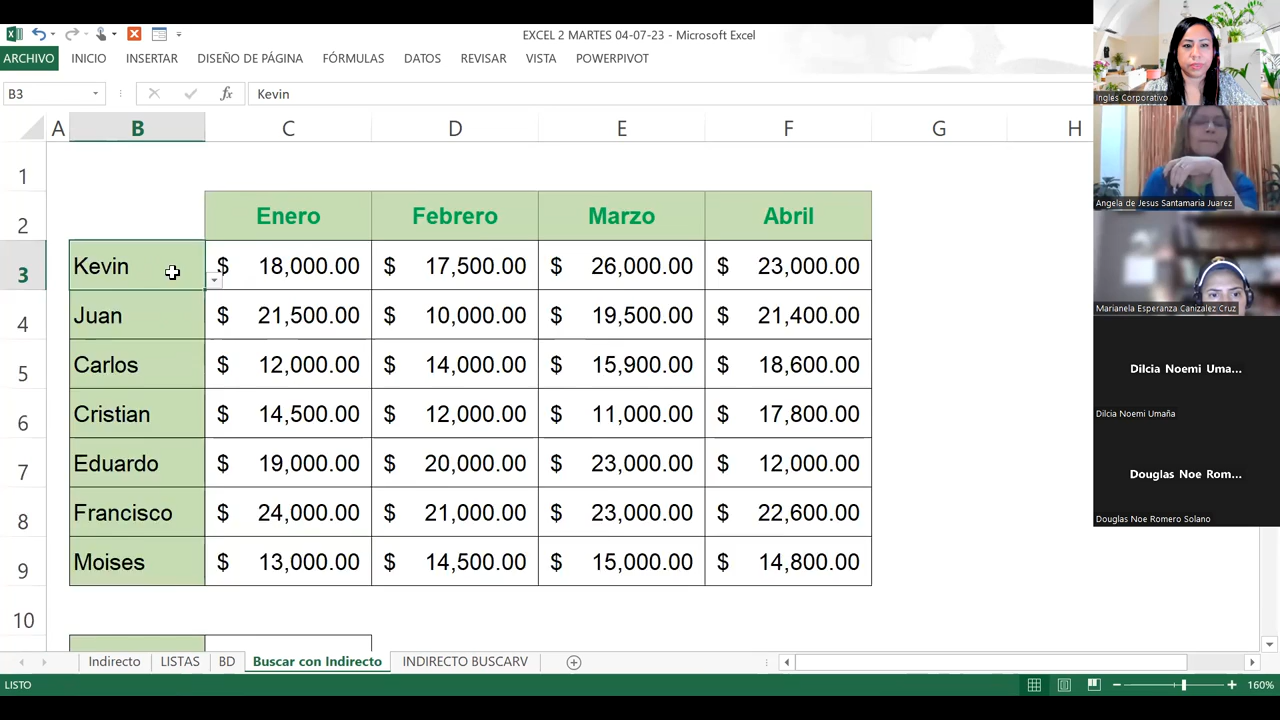 EXCEL 2 MARTES 04-07-23 - Microsoft Excel
ARCHIVO INICIO INSERTAR DISEÑO DE PÁGINA FÓRMULAS DATOS REVISAR VISTA POWERPIVOT
B3 fx Kevin
A B C D E F G H
1
2 Enero Febrero Marzo Abril
3 Kevin $ 18,000.00 $ 17,500.00 $ 26,000.00 $ 23,000.00
4 Juan $ 21,500.00 $ 10,000.00 $ 19,500.00 $ 21,400.00
5 Carlos $ 12,000.00 $ 14,000.00 $ 15,900.00 $ 18,600.00
6 Cristian $ 14,500.00 $ 12,000.00 $ 11,000.00 $ 17,800.00
7 Eduardo $ 19,000.00 $ 20,000.00 $ 23,000.00 $ 12,000.00
8 Francisco $ 24,000.00 $ 21,000.00 $ 23,000.00 $ 22,600.00
9 Moises $ 13,000.00 $ 14,500.00 $ 15,000.00 $ 14,800.00
10
Indirecto LISTAS BD Buscar con Indirecto INDIRECTO BUSCARV
LISTO 160%
Ingles Corporativo
Angela de Jesus Santamaria Juarez
Marianela Esperanza Canizalez Cruz
Dilcia Noemi Uma...
Dilcia Noemi Umaña
Douglas Noe Rom...
Douglas Noe Romero Solano